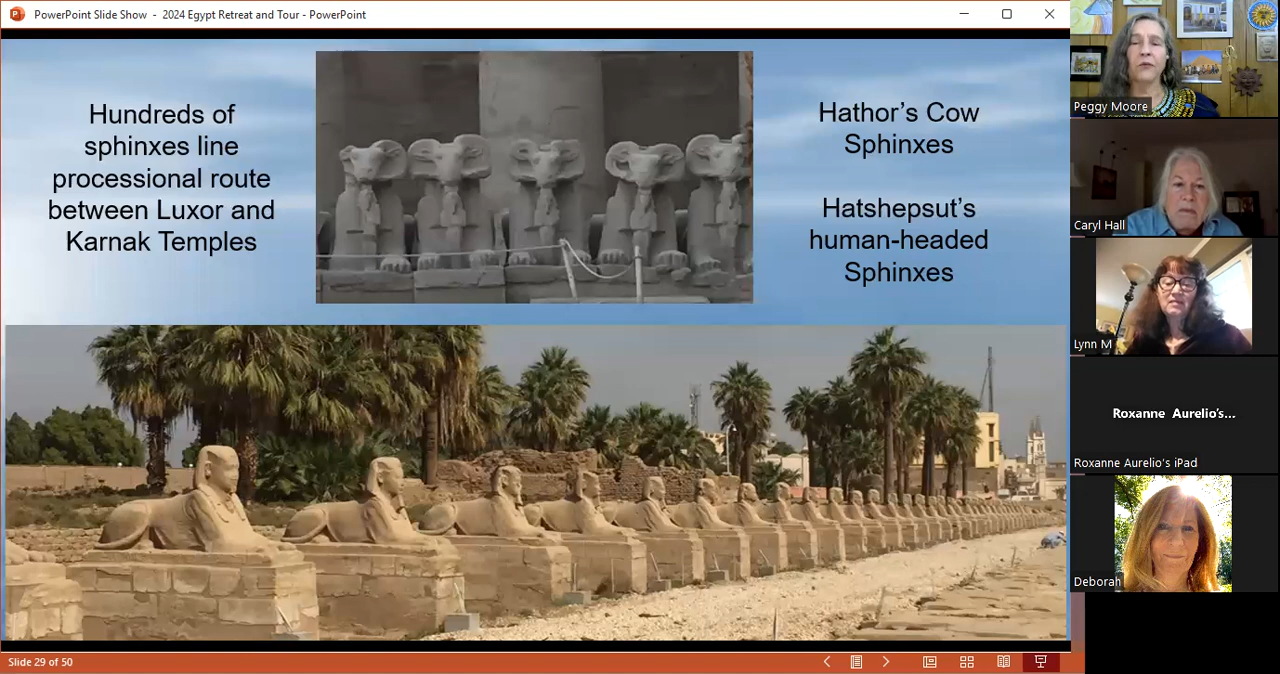 PowerPoint Slide Show - 2024 Egypt Retreat and Tour - PowerPoint
Hundreds of
sphinxes line
processional route
between Luxor and
Karnak Temples
Hathor’s Cow
Sphinxes
Hatshepsut’s
human-headed
Sphinxes
Slide 29 of 50
Peggy Moore
Caryl Hall
Lynn M
Roxanne Aurelio's...
Roxanne Aurelio's iPad
Deborah